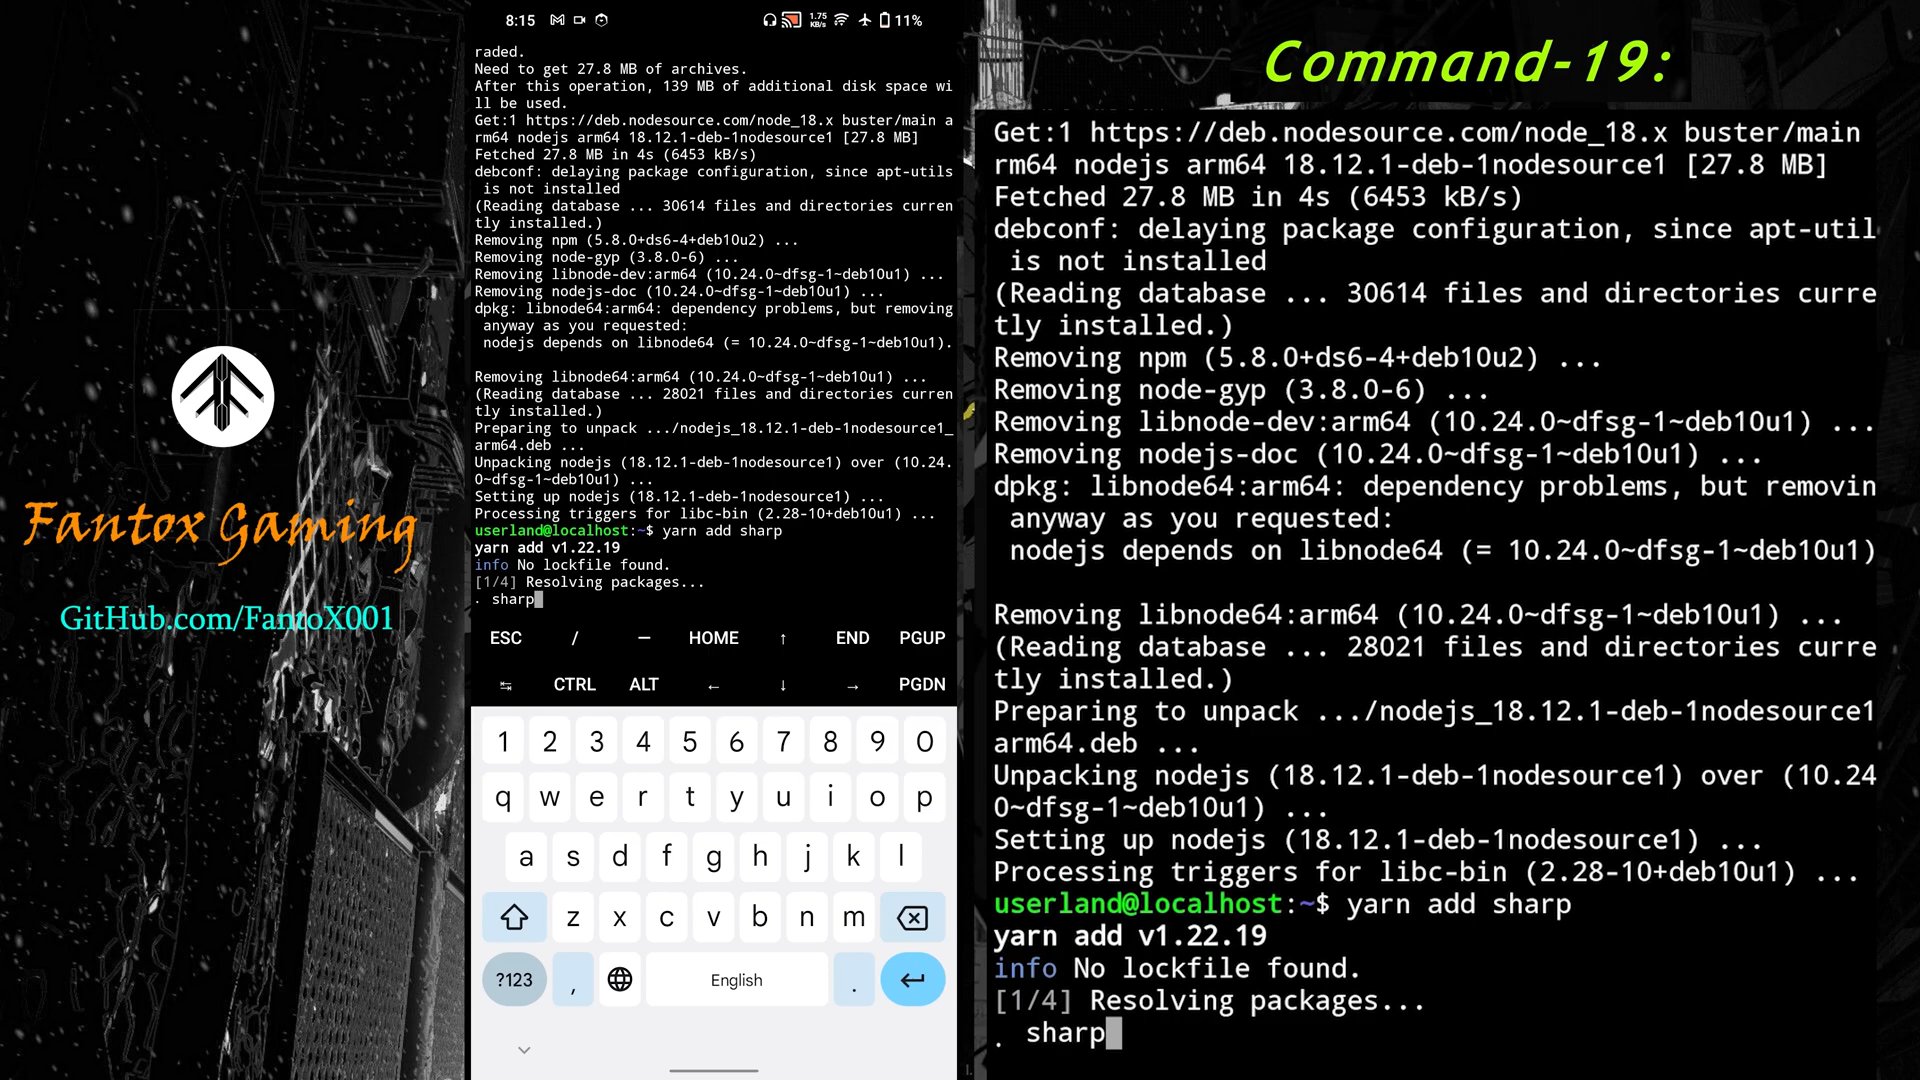 Fantox Gaming
GitHub.com/FantoX001
8:15
1.75
KB/s
11%
raded.
Need to get 27.8 MB of archives.
After this operation, 139 MB of additional disk space wi
ll be used.
Get:1 https://deb.nodesource.com/node_18.x buster/main a
rm64 nodejs arm64 18.12.1-deb-1nodesource1 [27.8 MB]
Fetched 27.8 MB in 4s (6453 kB/s)
debconf: delaying package configuration, since apt-utils
is not installed
(Reading database ... 30614 files and directories curren
tly installed.)
Removing npm (5.8.0+ds6-4+deb10u2) ...
Removing node-gyp (3.8.0-6) ...
Removing libnode-dev:arm64 (10.24.0~dfsg-1~deb10u1) ...
Removing nodejs-doc (10.24.0~dfsg-1~deb10u1) ...
dpkg: libnode64:arm64: dependency problems, but removing
anyway as you requested:
nodejs depends on libnode64 (= 10.24.0~dfsg-1~deb10u1).
Removing libnode64:arm64 (10.24.0~dfsg-1~deb10u1) ...
(Reading database ... 28021 files and directories curren
tly installed.)
Preparing to unpack .../nodejs_18.12.1-deb-1nodesource1_
arm64.deb ...
Unpacking nodejs (18.12.1-deb-1nodesource1) over (10.24.
0~dfsg-1~deb10u1) ...
Setting up nodejs (18.12.1-deb-1nodesource1) ...
Processing triggers for libc-bin (2.28-10+deb10u1) ...
userland@localhost:~$ yarn add sharp
yarn add v1.22.19
info No lockfile found.
[1/4] Resolving packages...
. sharp
ESC / — HOME ↑ END PGUP
↹ CTRL ALT ← ↓ → PGDN
1 2 3 4 5 6 7 8 9 0
q w e r t y u i o p
a s d f g h j k l
z x c v b n m
?123 , English .
Command-19:
Get:1 https://deb.nodesource.com/node_18.x buster/main
rm64 nodejs arm64 18.12.1-deb-1nodesource1 [27.8 MB]
Fetched 27.8 MB in 4s (6453 kB/s)
debconf: delaying package configuration, since apt-util
is not installed
(Reading database ... 30614 files and directories curre
tly installed.)
Removing npm (5.8.0+ds6-4+deb10u2) ...
Removing node-gyp (3.8.0-6) ...
Removing libnode-dev:arm64 (10.24.0~dfsg-1~deb10u1) ...
Removing nodejs-doc (10.24.0~dfsg-1~deb10u1) ...
dpkg: libnode64:arm64: dependency problems, but removin
anyway as you requested:
nodejs depends on libnode64 (= 10.24.0~dfsg-1~deb10u1)
Removing libnode64:arm64 (10.24.0~dfsg-1~deb10u1) ...
(Reading database ... 28021 files and directories curre
tly installed.)
Preparing to unpack .../nodejs_18.12.1-deb-1nodesource1
arm64.deb ...
Unpacking nodejs (18.12.1-deb-1nodesource1) over (10.24
0~dfsg-1~deb10u1) ...
Setting up nodejs (18.12.1-deb-1nodesource1) ...
Processing triggers for libc-bin (2.28-10+deb10u1) ...
userland@localhost:~$ yarn add sharp
yarn add v1.22.19
info No lockfile found.
[1/4] Resolving packages...
. sharp